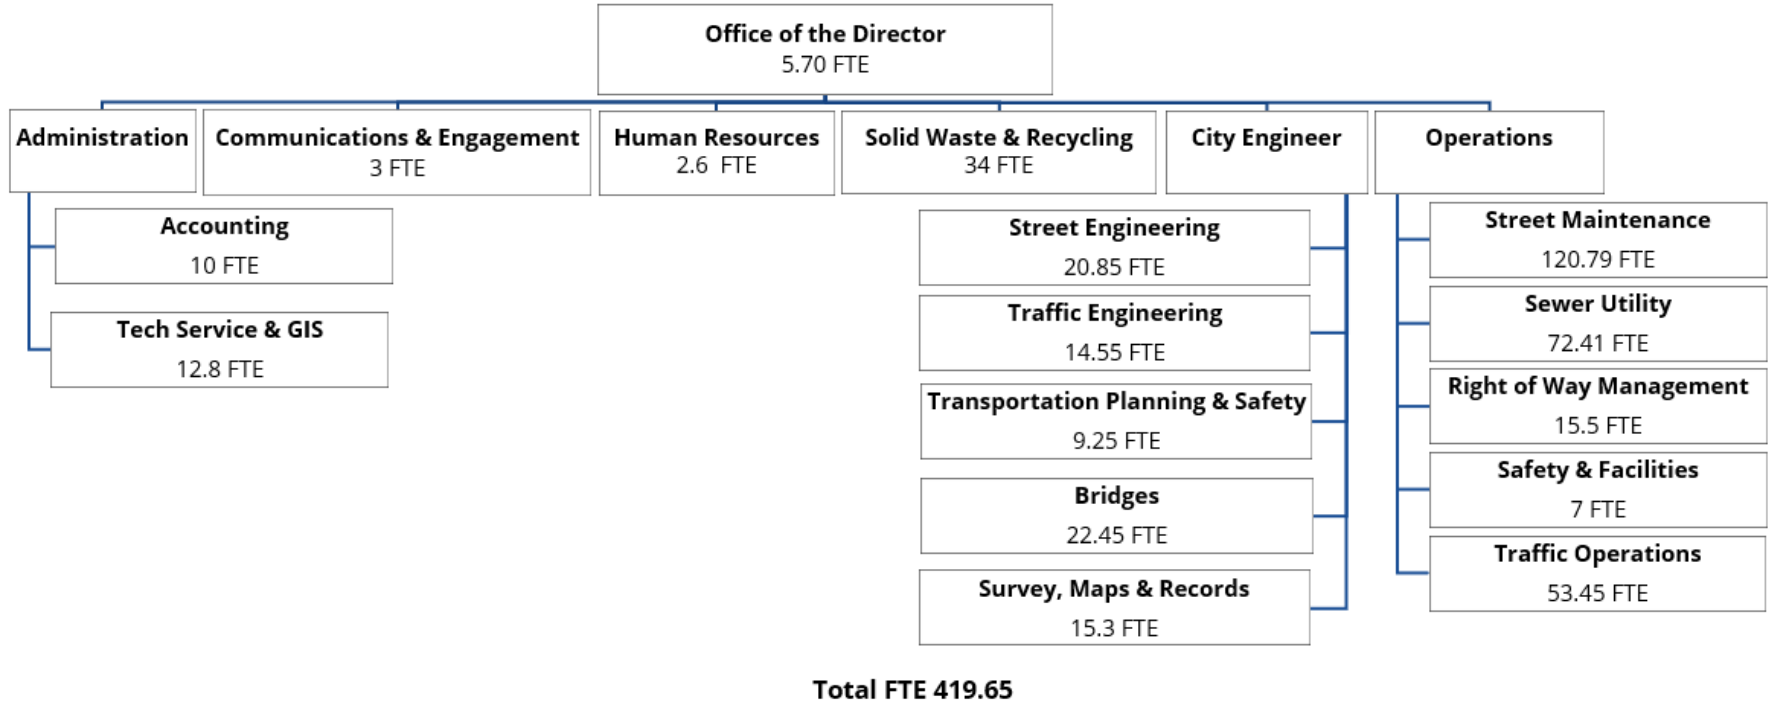 Office of the Director
5.70 FTE
Administration
Communications & Engagement
3 FTE
Human Resources
2.6 FTE
Solid Waste & Recycling
34 FTE
City Engineer
Operations
Accounting
10 FTE
Tech Service & GIS
12.8 FTE
Street Engineering
20.85 FTE
Traffic Engineering
14.55 FTE
Transportation Planning & Safety
9.25 FTE
Bridges
22.45 FTE
Survey, Maps & Records
15.3 FTE
Street Maintenance
120.79 FTE
Sewer Utility
72.41 FTE
Right of Way Management
15.5 FTE
Safety & Facilities
7 FTE
Traffic Operations
53.45 FTE
Total FTE 419.65